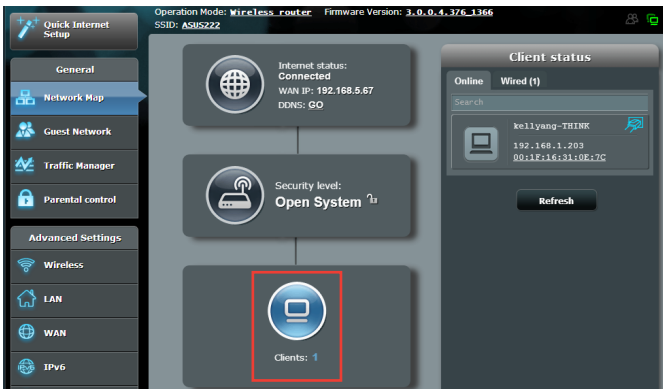 Operation Mode: Wireless router Firmware Version: 3.0.0.4.376_1366
SSID: ASUS222
Quick Internet
Setup
General
Network Map
Guest Network
Traffic Manager
Parental control
Advanced Settings
Wireless
LAN
WAN
IPv6
Internet status:
Connected
WAN IP: 192.168.5.67
DDNS: GO
Security level:
Open System
Clients: 1
Client status
Online Wired (1)
Search
kellyang-THINK
192.168.1.203
00:1F:16:31:0E:7C
Refresh